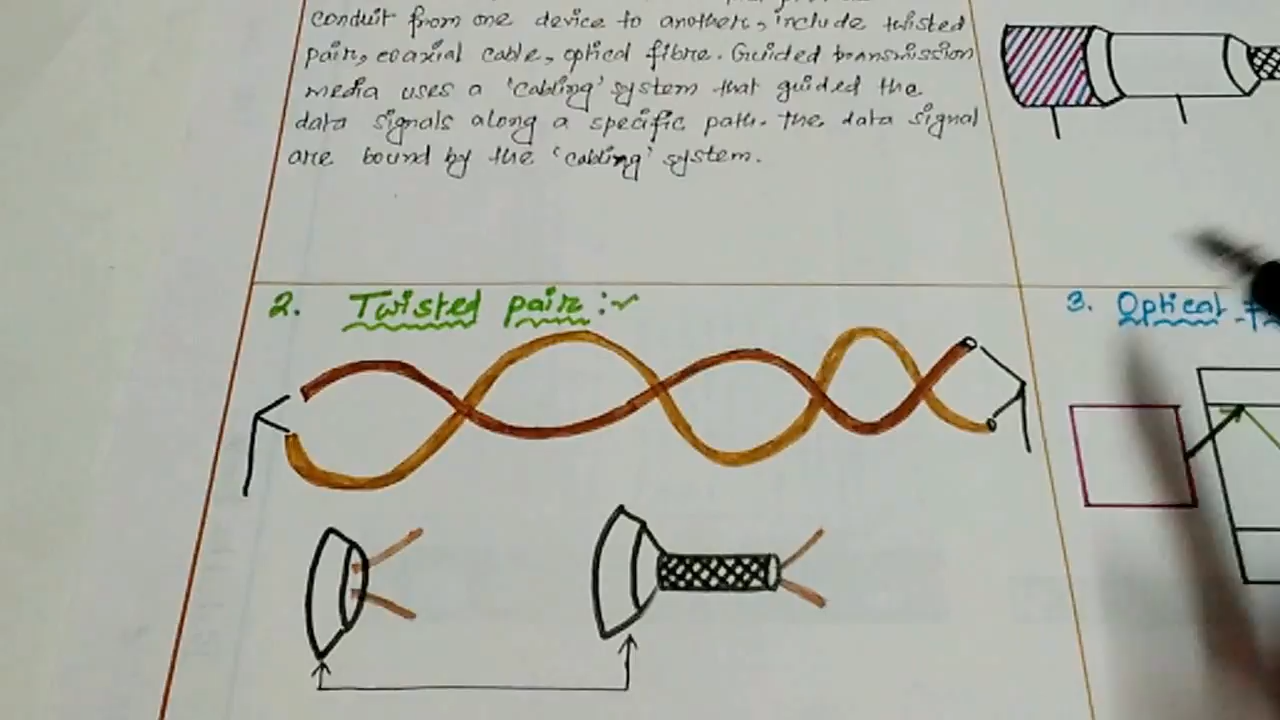 conduit from one device to another, include twisted
pair, coaxial cable, optical fibre. Guided transmission
media uses a 'cabling' system that guided the
data signals along a specific path. the data signal
are bound by the 'cabling' system.
2. Twisted pair :-
3. Optical